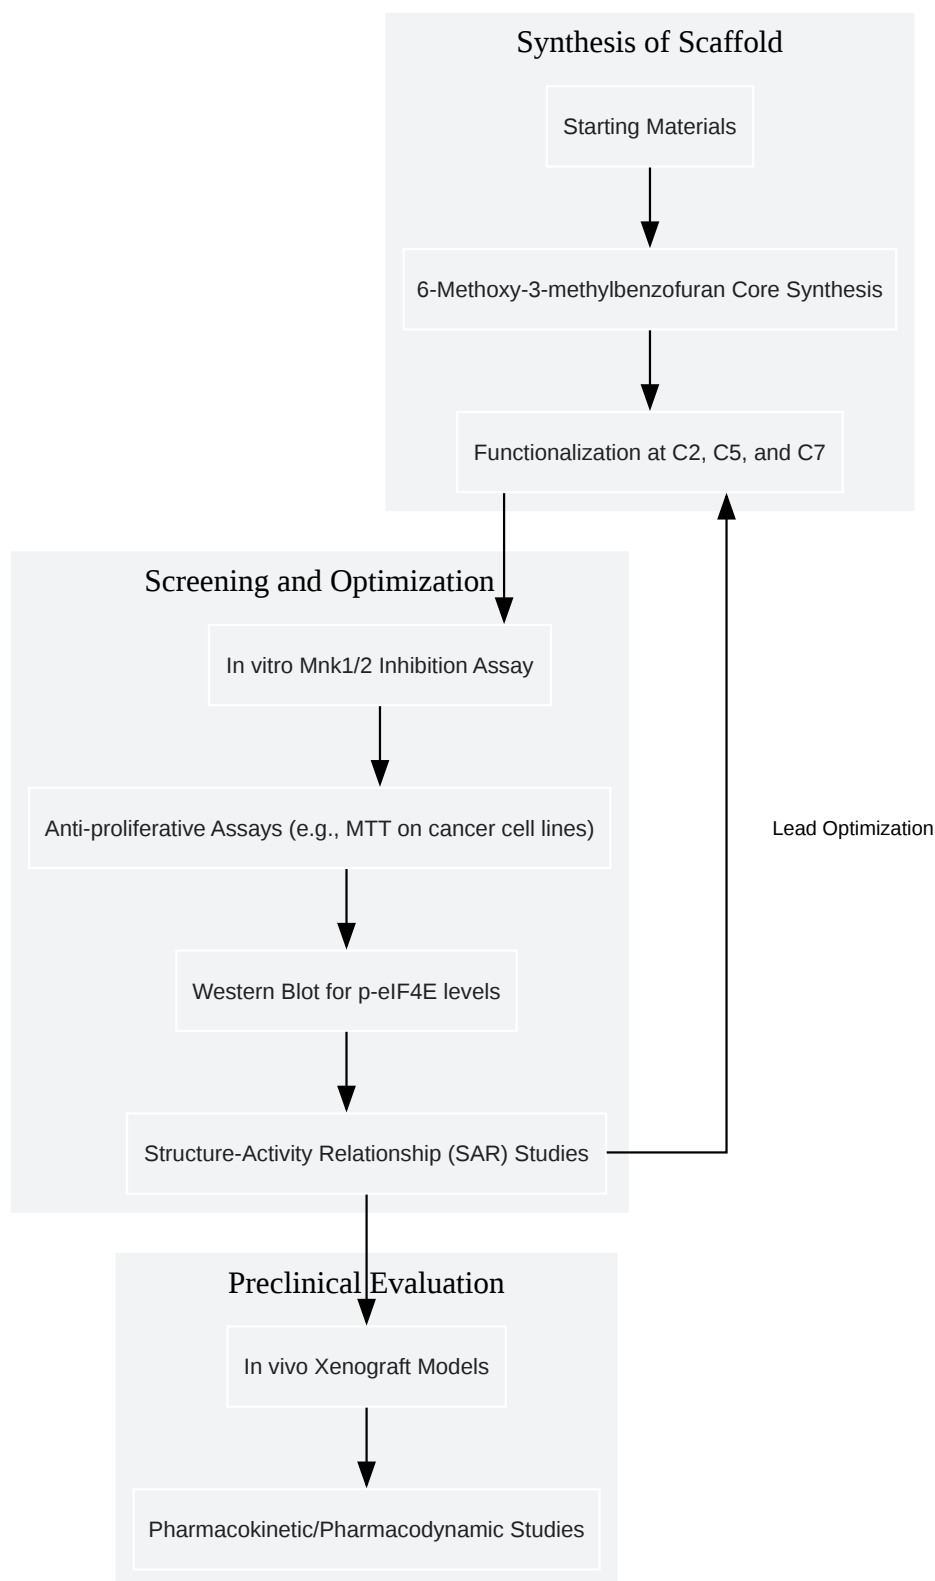 Synthesis of Scaffold
Starting Materials
6-Methoxy-3-methylbenzofuran Core Synthesis
Functionalization at C2, C5, and C7
Screening and Optimization
In vitro Mnk1/2 Inhibition Assay
Anti-proliferative Assays (e.g., MTT on cancer cell lines)
Lead Optimization
Western Blot for p-eIF4E levels
Structure-Activity Relationship (SAR) Studies
Preclinical Evaluation
In vivo Xenograft Models
Pharmacokinetic/Pharmacodynamic Studies